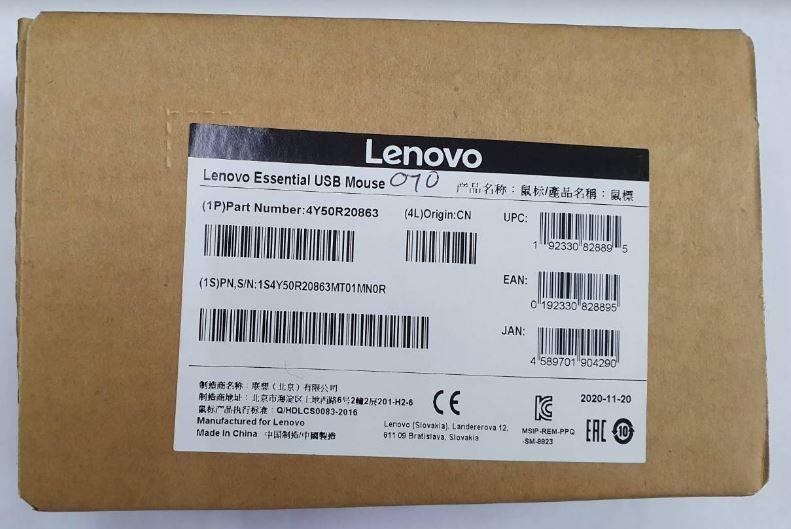 Lenovo
Lenovo Essential USB Mouse 070 产品名称：鼠标/產品名稱：鼠標
(1P)Part Number:4Y50R20863 (4L)Origin:CN UPC:
1 92330 82889 5
(1S)PN,S/N:1S4Y50R20863MT01MN0R EAN:
0 192330 828895
JAN:
4 589701 904290
制造商名称：联想（北京）有限公司
制造商地址：北京市海淀区上地西路6号2幢2层201-H2-6
鼠标产品执行标准：Q/HDLCS0083-2016
Manufactured for Lenovo
Made in China 中国制造/中國製造
CE
Lenovo (Slovakia), Landererova 12,
811 09 Bratislava, Slovakia
MSIP-REM-PPQ
-SM-8823
2020-11-20
EAC 10